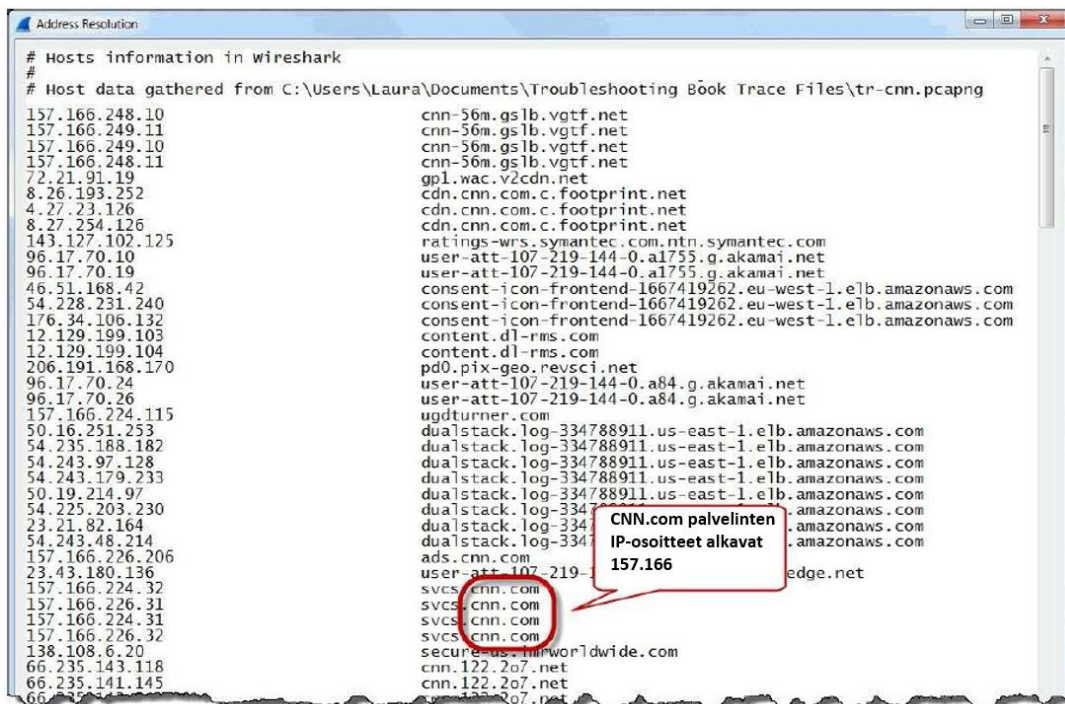 Address Resolution
# Hosts information in Wireshark
#
# Host data gathered from C:\Users\Laura\Documents\Troubleshooting Book Trace Files\tr-cnn.pcapng
157.166.248.10 cnn-56m.gslb.vgtf.net
157.166.249.11 cnn-56m.gslb.vgtf.net
157.166.249.10 cnn-56m.gslb.vgtf.net
157.166.248.11 cnn-56m.gslb.vgtf.net
72.21.91.19 gp1.wac.v2cdn.net
8.26.193.252 cdn.cnn.com.c.footprint.net
4.27.23.126 cdn.cnn.com.c.footprint.net
8.27.254.126 cdn.cnn.com.c.footprint.net
143.127.102.125 ratings-wrs.symantec.com.ntn.symantec.com
96.17.70.10 user-att-107-219-144-0.a1755.g.akamai.net
96.17.70.19 user-att-107-219-144-0.a1755.g.akamai.net
46.51.168.42 consent-icon-frontend-1667419262.eu-west-1.elb.amazonaws.com
54.228.231.240 consent-icon-frontend-1667419262.eu-west-1.elb.amazonaws.com
176.34.106.132 consent-icon-frontend-1667419262.eu-west-1.elb.amazonaws.com
12.129.199.103 content.dl-rms.com
12.129.199.104 content.dl-rms.com
206.191.168.170 pd0.pix-geo.revsci.net
96.17.70.24 user-att-107-219-144-0.a84.g.akamai.net
96.17.70.26 user-att-107-219-144-0.a84.g.akamai.net
157.166.224.115 ugdturner.com
50.16.251.253 dualstack.log-334788911.us-east-1.elb.amazonaws.com
54.235.188.182 dualstack.log-334788911.us-east-1.elb.amazonaws.com
54.243.97.128 dualstack.log-334788911.us-east-1.elb.amazonaws.com
54.243.179.233 dualstack.log-334788911.us-east-1.elb.amazonaws.com
50.19.214.97 dualstack.log-334788911.us-east-1.elb.amazonaws.com
54.225.203.230 dualstack.log-3347 .amazonaws.com
23.21.82.164 dualstack.log-3347 .amazonaws.com
54.243.48.214 dualstack.log-3347 .amazonaws.com
157.166.226.206 ads.cnn.com
23.43.180.136 user-att-107-219-1 edge.net
CNN.com palvelinten
IP-osoitteet alkavat
157.166
157.166.224.32 svcs.cnn.com
157.166.226.31 svcs.cnn.com
157.166.224.31 svcs.cnn.com
157.166.226.32 svcs.cnn.com
138.108.6.20 secure-us.imrworldwide.com
66.235.143.118 cnn.122.2o7.net
66.235.141.145 cnn.122.2o7.net